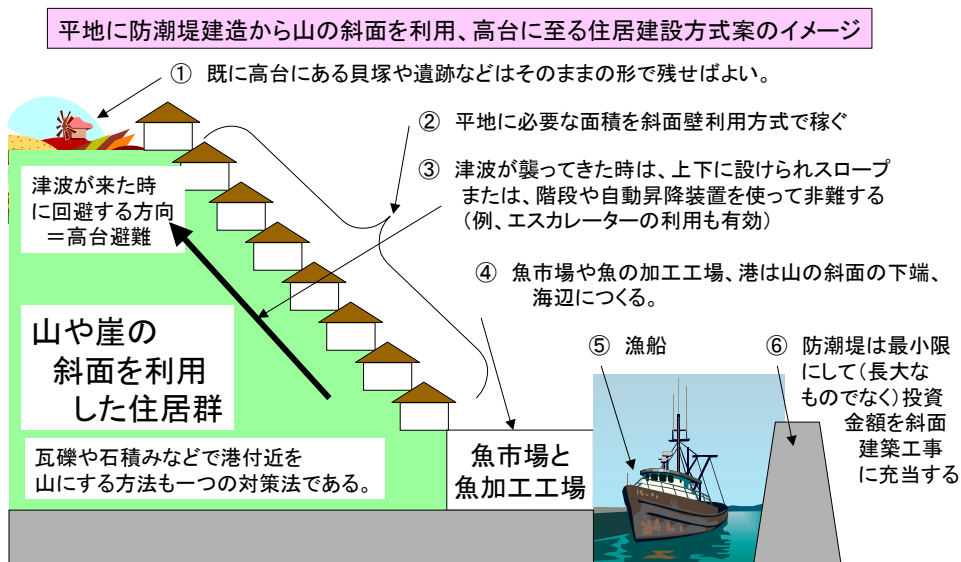 平地に防潮堤建造から山の斜面を利用、高台に至る住居建設方式案のイメージ
① 既に高台にある貝塚や遺跡などはそのままの形で残せばよい。
② 平地に必要な面積を斜面壁利用方式で稼ぐ
③ 津波が襲ってきた時は、上下に設けられスロープ
または、階段や自動昇降装置を使って非難する
(例、エスカレーターの利用も有効)
津波が来た時
に回避する方向
=高台避難
④ 魚市場や魚の加工工場、港は山の斜面の下端、
海辺につくる。
山や崖の
斜面を利用
した住居群
⑤ 漁船
⑥ 防潮堤は最小限
にして(長大な
ものでなく)投資
金額を斜面
建築工事
に充当する
瓦礫や石積みなどで港付近を
山にする方法も一つの対策法である。
魚市場と
魚加工工場